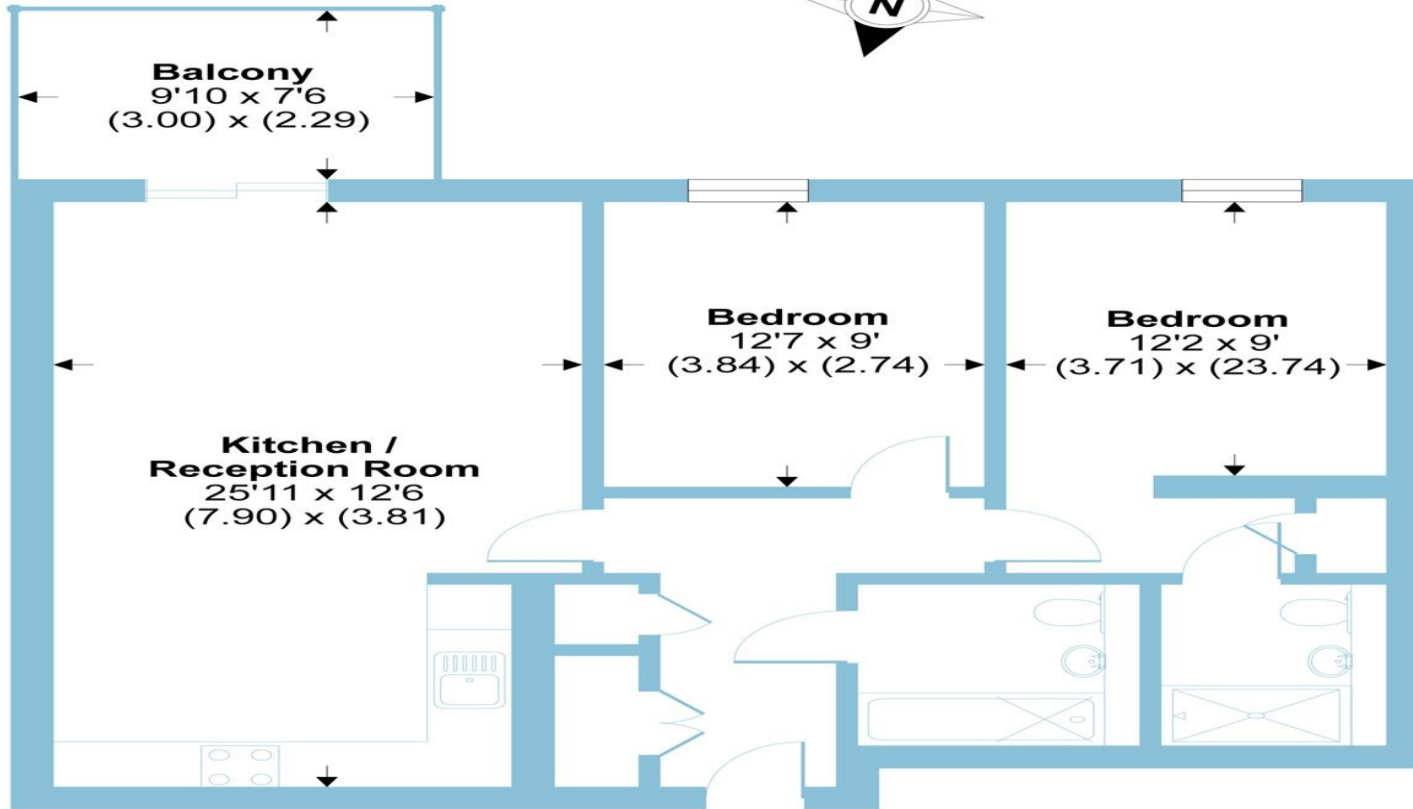 N
Balcony
9'10 x 7'6
(3.00) x (2.29)
Bedroom
12'7 x 9'
(3.84) x (2.74)
Bedroom
12'2 x 9'
(3.71) x (23.74)
Kitchen /
Reception Room
25'11 x 12'6
(7.90) x (3.81)